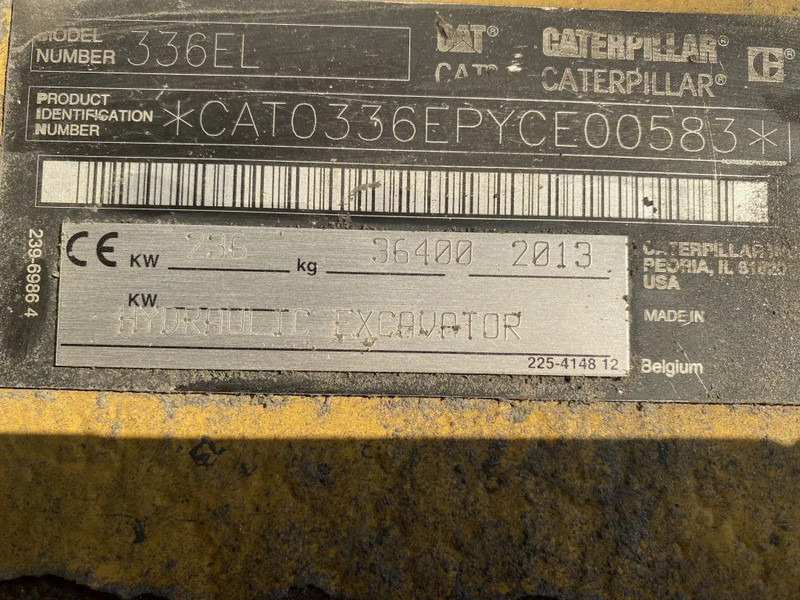 MODEL
NUMBER 336EL
CAT® CATERPILLAR®
CAT® CATERPILLAR®
PRODUCT
IDENTIFICATION
NUMBER
*CAT0336EPYCE00583*
239-6986 4
CE KW 236 kg 36400 2013
KW
HYDRAULIC EXCAVATOR
225-4148 12
CATERPILLAR
PEORIA, IL
USA
MADE IN
Belgium